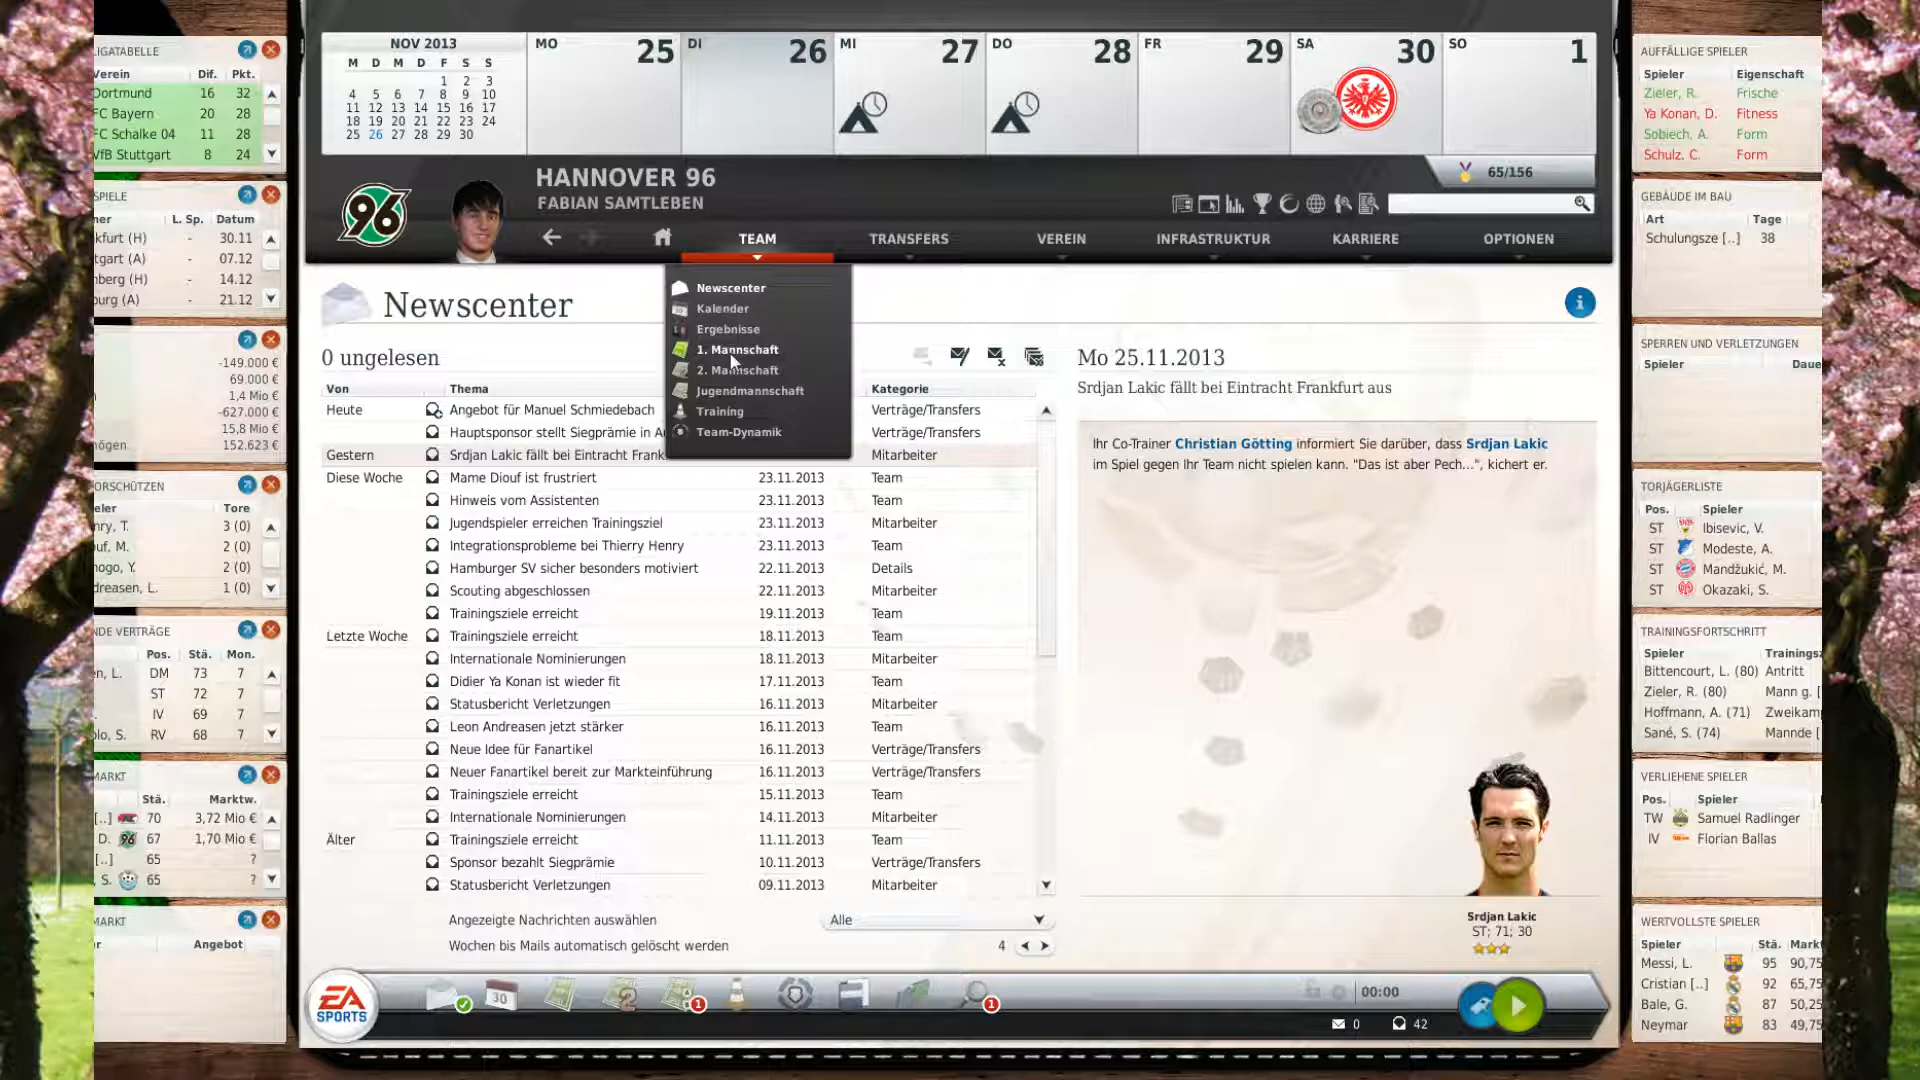 LIGATABELLE
Verein Dif. Pkt.
Dortmund 16 32
FC Bayern 20 28
FC Schalke 04 11 28
VfB Stuttgart 8 24
SPIELE
L. Sp. Datum
(H) - 30.11
(A) - 07.12
(H) - 14.12
(A) - 21.12
-149.000 €
69.000 €
1,4 Mio €
-627.000 €
15,8 Mio €
152.623 €
Tore
3 (0)
2 (0)
2 (0)
1 (0)
VERTRÄGE
Pos. Stä. Mon.
DM 73 7
ST 72 7
IV 69 7
RV 68 7
MARKT
Stä. Marktw.
[..] 70 3,72 Mio €
D. 96 67 1,70 Mio €
[..] 65 ?
S. 65 ?
MARKT
Angebot
NOV 2013
M D M D F S S
1 2 3
4 5 6 7 8 9 10
11 12 13 14 15 16 17
18 19 20 21 22 23 24
25 26 27 28 29 30
MO 25
DI 26
MI 27
DO 28
FR 29
SA 30
SO 1
96
HANNOVER 96
FABIAN SAMTLEBEN
65/156
TEAM
TRANSFERS
VEREIN
INFRASTRUKTUR
KARRIERE
OPTIONEN
Newscenter
Kalender
Ergebnisse
1. Mannschaft
2. Mannschaft
Jugendmannschaft
Training
Team-Dynamik
Newscenter
0 ungelesen
Von Thema Kategorie
Heute Angebot für Manuel Schmiedebach Verträge/Transfers
Hauptsponsor stellt Siegprämie in Verträge/Transfers
Gestern Srdjan Lakic fällt bei Eintracht Mitarbeiter
Diese Woche Mame Diouf ist frustriert 23.11.2013 Team
Hinweis vom Assistenten 23.11.2013 Team
Jugendspieler erreichen Trainingsziel 23.11.2013 Mitarbeiter
Integrationsprobleme bei Thierry Henry 23.11.2013 Team
Hamburger SV sicher besonders motiviert 22.11.2013 Details
Scouting abgeschlossen 22.11.2013 Mitarbeiter
Trainingsziele erreicht 19.11.2013 Team
Letzte Woche Trainingsziele erreicht 18.11.2013 Team
Internationale Nominierungen 18.11.2013 Mitarbeiter
Didier Ya Konan ist wieder fit 17.11.2013 Team
Statusbericht Verletzungen 16.11.2013 Mitarbeiter
Leon Andreasen jetzt stärker 16.11.2013 Team
Neue Idee für Fanartikel 16.11.2013 Verträge/Transfers
Neuer Fanartikel bereit zur Markteinführung 16.11.2013 Verträge/Transfers
Trainingsziele erreicht 15.11.2013 Team
Internationale Nominierungen 14.11.2013 Mitarbeiter
Älter Trainingsziele erreicht 11.11.2013 Team
Sponsor bezahlt Siegprämie 10.11.2013 Verträge/Transfers
Statusbericht Verletzungen 09.11.2013 Mitarbeiter
Angezeigte Nachrichten auswählen Alle
Wochen bis Mails automatisch gelöscht werden 4
Mo 25.11.2013
Srdjan Lakic fällt bei Eintracht Frankfurt aus
Ihr Co-Trainer Christian Götting informiert Sie darüber, dass Srdjan Lakic
im Spiel gegen Ihr Team nicht spielen kann. "Das ist aber Pech...", kichert er.
Srdjan Lakic
ST; 71; 30
EA
SPORTS
30
2
1
1
00:00
0 42
AUFFÄLLIGE SPIELER
Spieler Eigenschaft
Zieler, R. Frische
Ya Konan, D. Fitness
Sobiech, A. Form
Schulz, C. Form
GEBÄUDE IM BAU
Art Tage
Schulungsze [..] 38
SPERREN UND VERLETZUNGEN
Spieler Daue
TORJÄGERLISTE
Pos. Spieler
ST Ibisevic, V.
ST Modeste, A.
ST Mandžukić, M.
ST Okazaki, S.
TRAININGSFORTSCHRITT
Spieler Trainings
Bittencourt, L. (80) Antritt
Zieler, R. (80) Mann g. [
Hoffmann, A. (71) Zweikam
Sané, S. (74) Mannde [
VERLIEHENE SPIELER
Pos. Spieler
TW Samuel Radlinger
IV Florian Ballas
WERTVOLLSTE SPIELER
Spieler Stä. Markt
Messi, L. 95 90,75
Cristian [..] 92 65,75
Bale, G. 87 50,25
Neymar 83 49,75